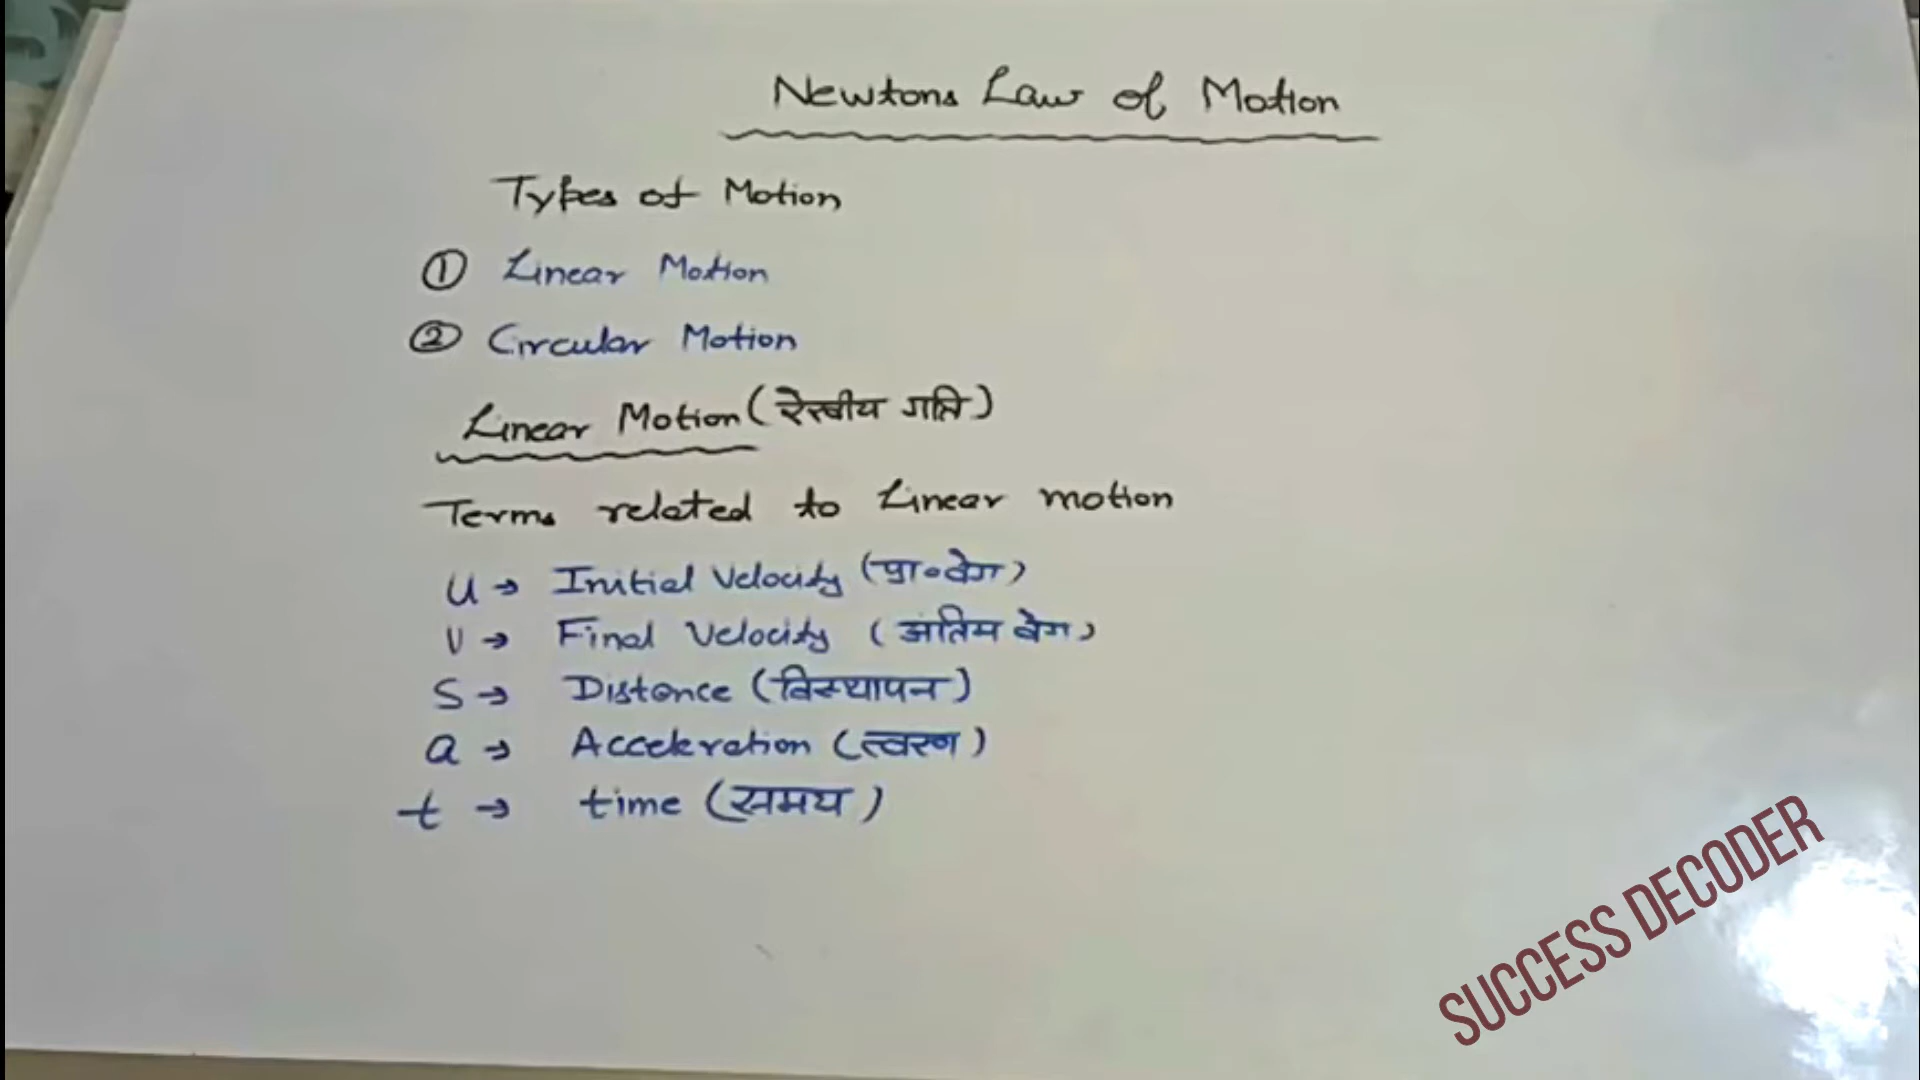 Newtons Law of Motion
Types of Motion
① Linear Motion
② Circular Motion
Linear Motion (रेखीय गति)
Terms related to Linear motion
U → Initial Velocity (प्रा॰वेग)
V → Final Velocity (अंतिम वेग)
S → Distance (विस्थापन)
a → Acceleration (त्वरण)
t → time (समय)
SUCCESS DECODER